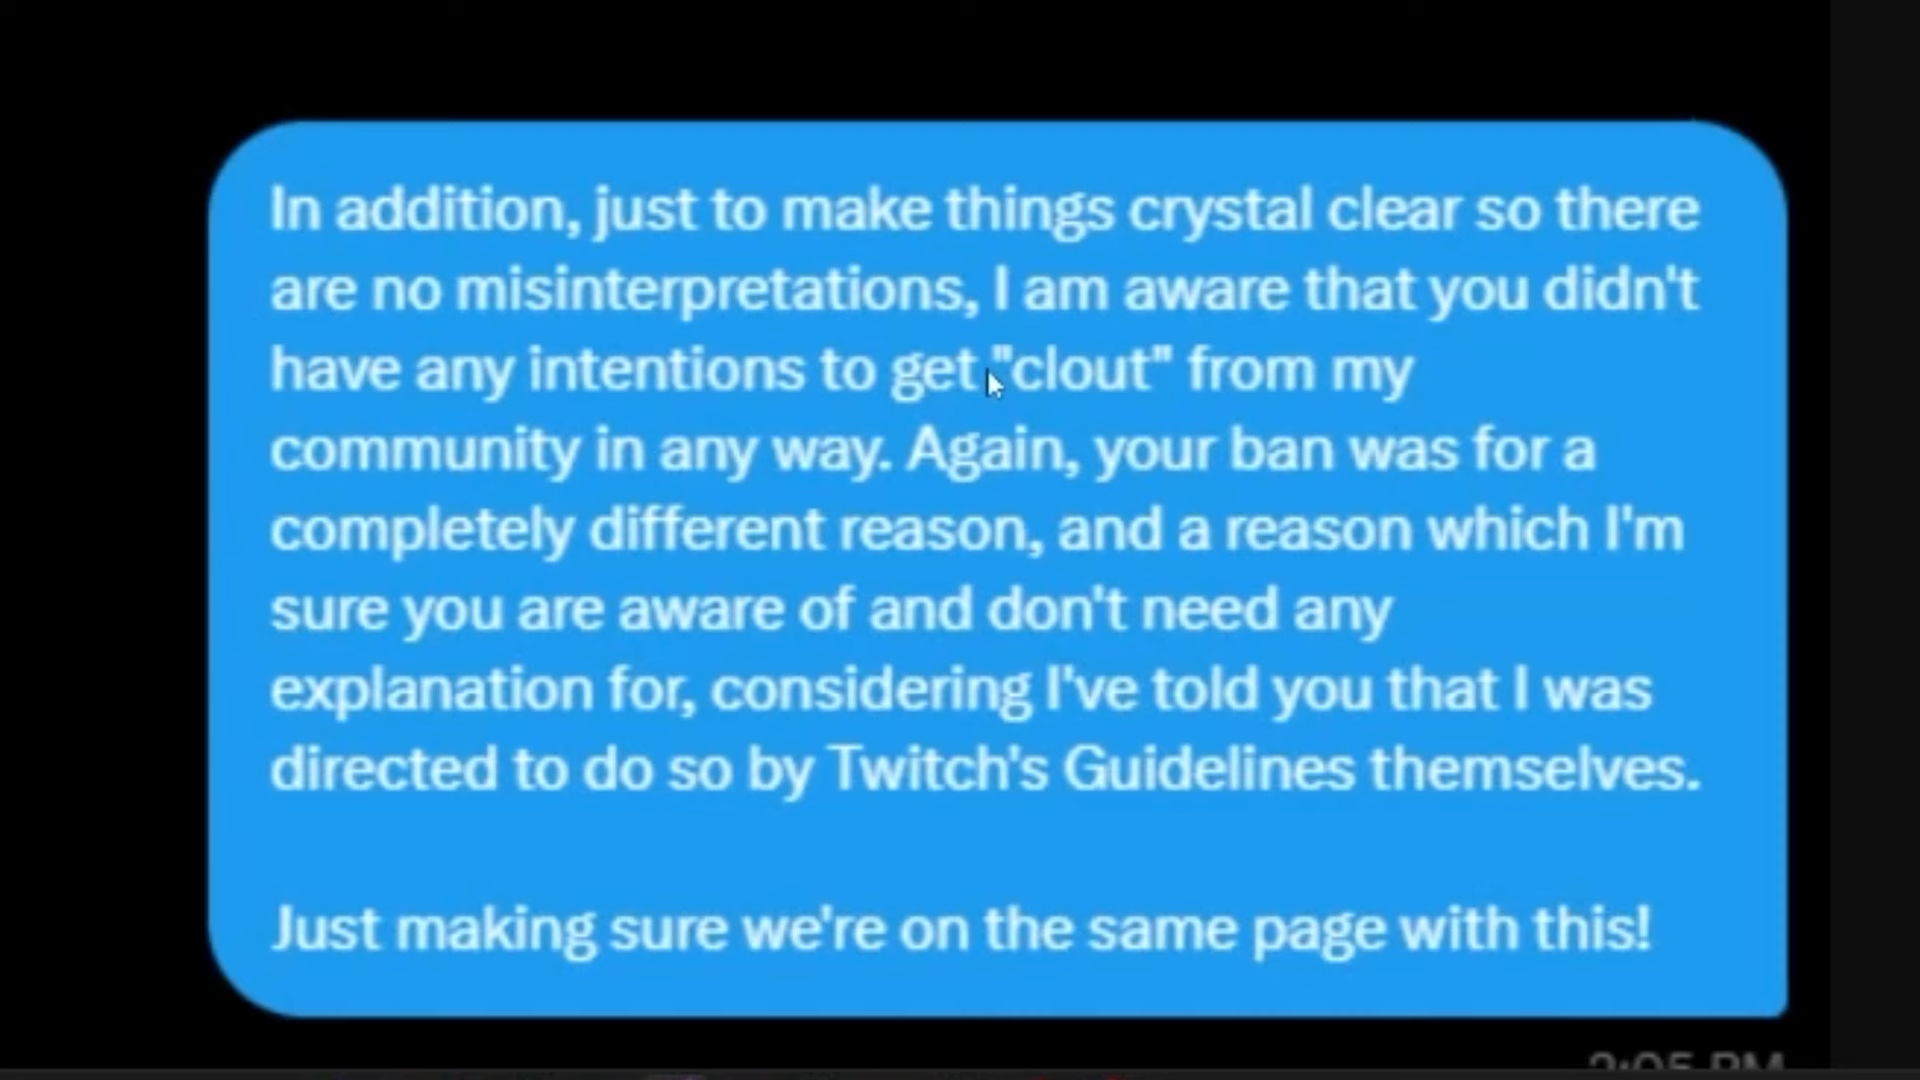 In addition, just to make things crystal clear so there
are no misinterpretations, I am aware that you didn't
have any intentions to get "clout" from my
community in any way. Again, your ban was for a
completely different reason, and a reason which I'm
sure you are aware of and don't need any
explanation for, considering I've told you that I was
directed to do so by Twitch's Guidelines themselves.
Just making sure we're on the same page with this!
2:05 PM